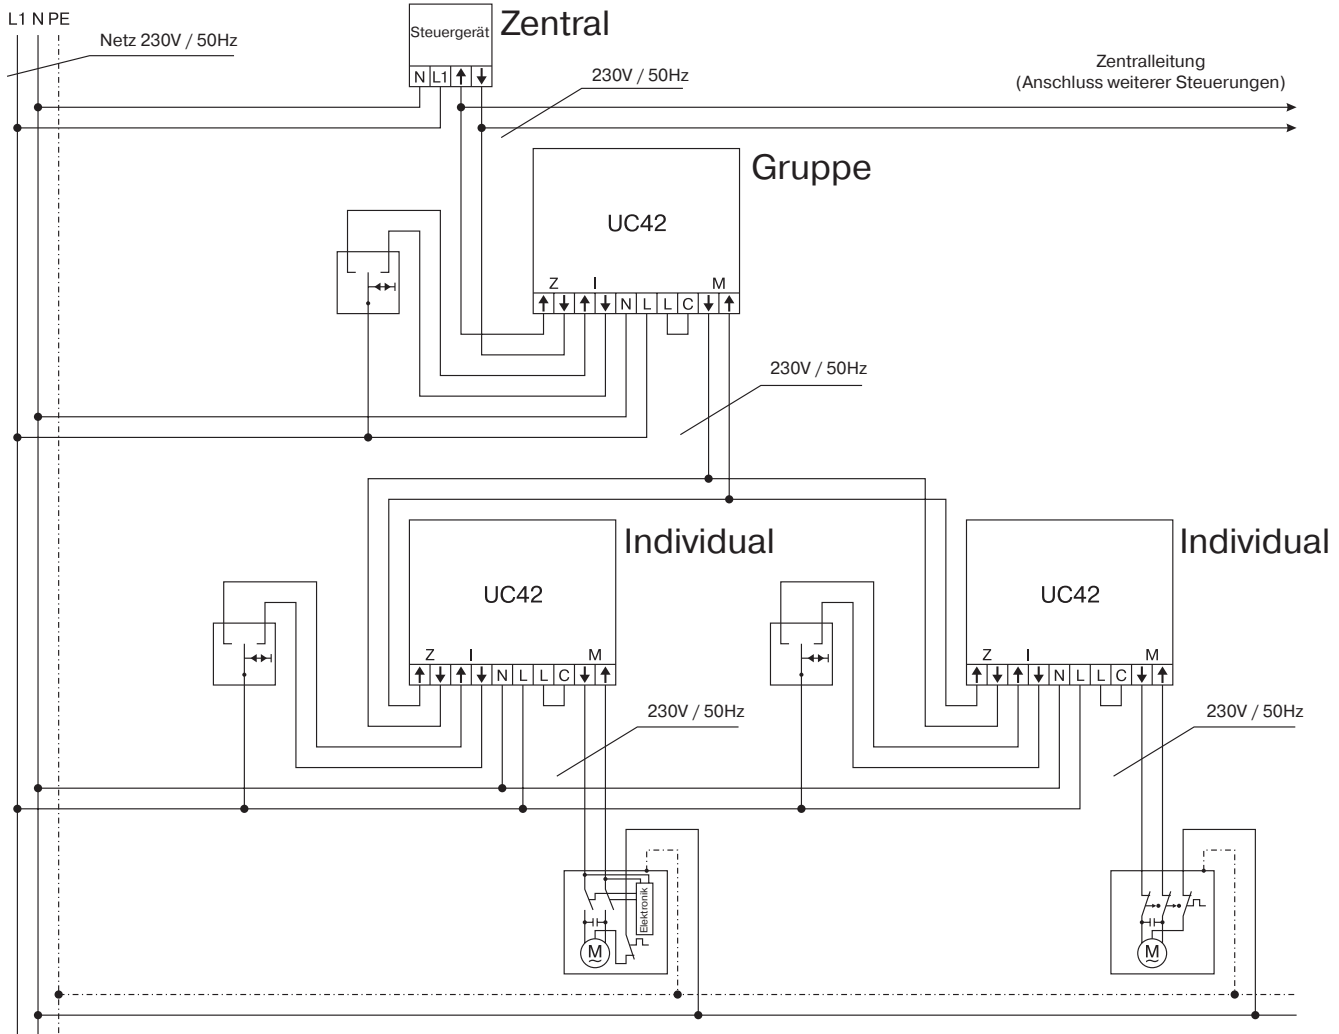 L1 N PE
Netz 230V / 50Hz
Steuergerät
Zentral
N L1 ↑ ↓
230V / 50Hz
Zentralleitung
(Anschluss weiterer Steuerungen)
Gruppe
UC42
Z I M
↑ ↓ ↑ ↓ N L L C ↓ ↑
230V / 50Hz
Individual
UC42
Z I M
↑ ↓ ↑ ↓ N L L C ↓ ↑
230V / 50Hz
Individual
UC42
Z I M
↑ ↓ ↑ ↓ N L L C ↓ ↑
230V / 50Hz
Elektronik
M
~
M
~